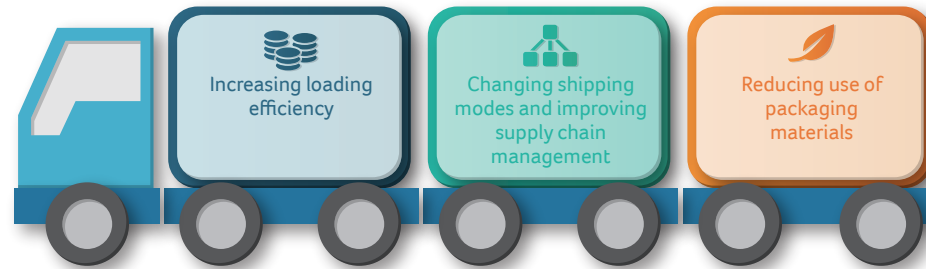 Increasing loading
efficiency
Changing shipping
modes and improving
supply chain
management
Reducing use of
packaging
materials